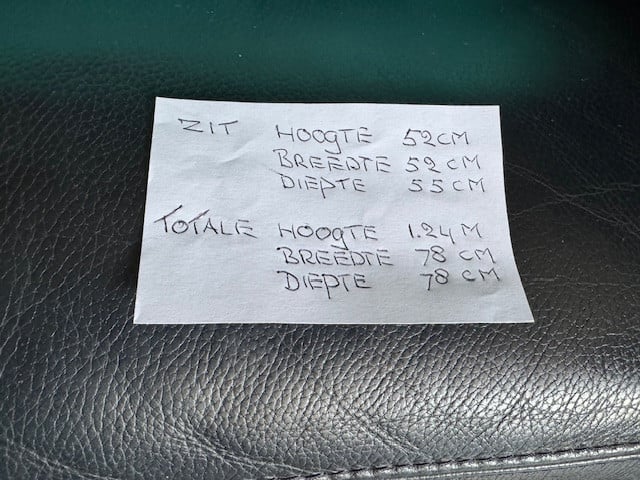 ZIT HOOGTE 52CM
BREEDTE 52 CM
DIEPTE 55 CM
TOTALE HOOGTE 1.24 M
BREEDTE 78 CM
DIEPTE 78 CM